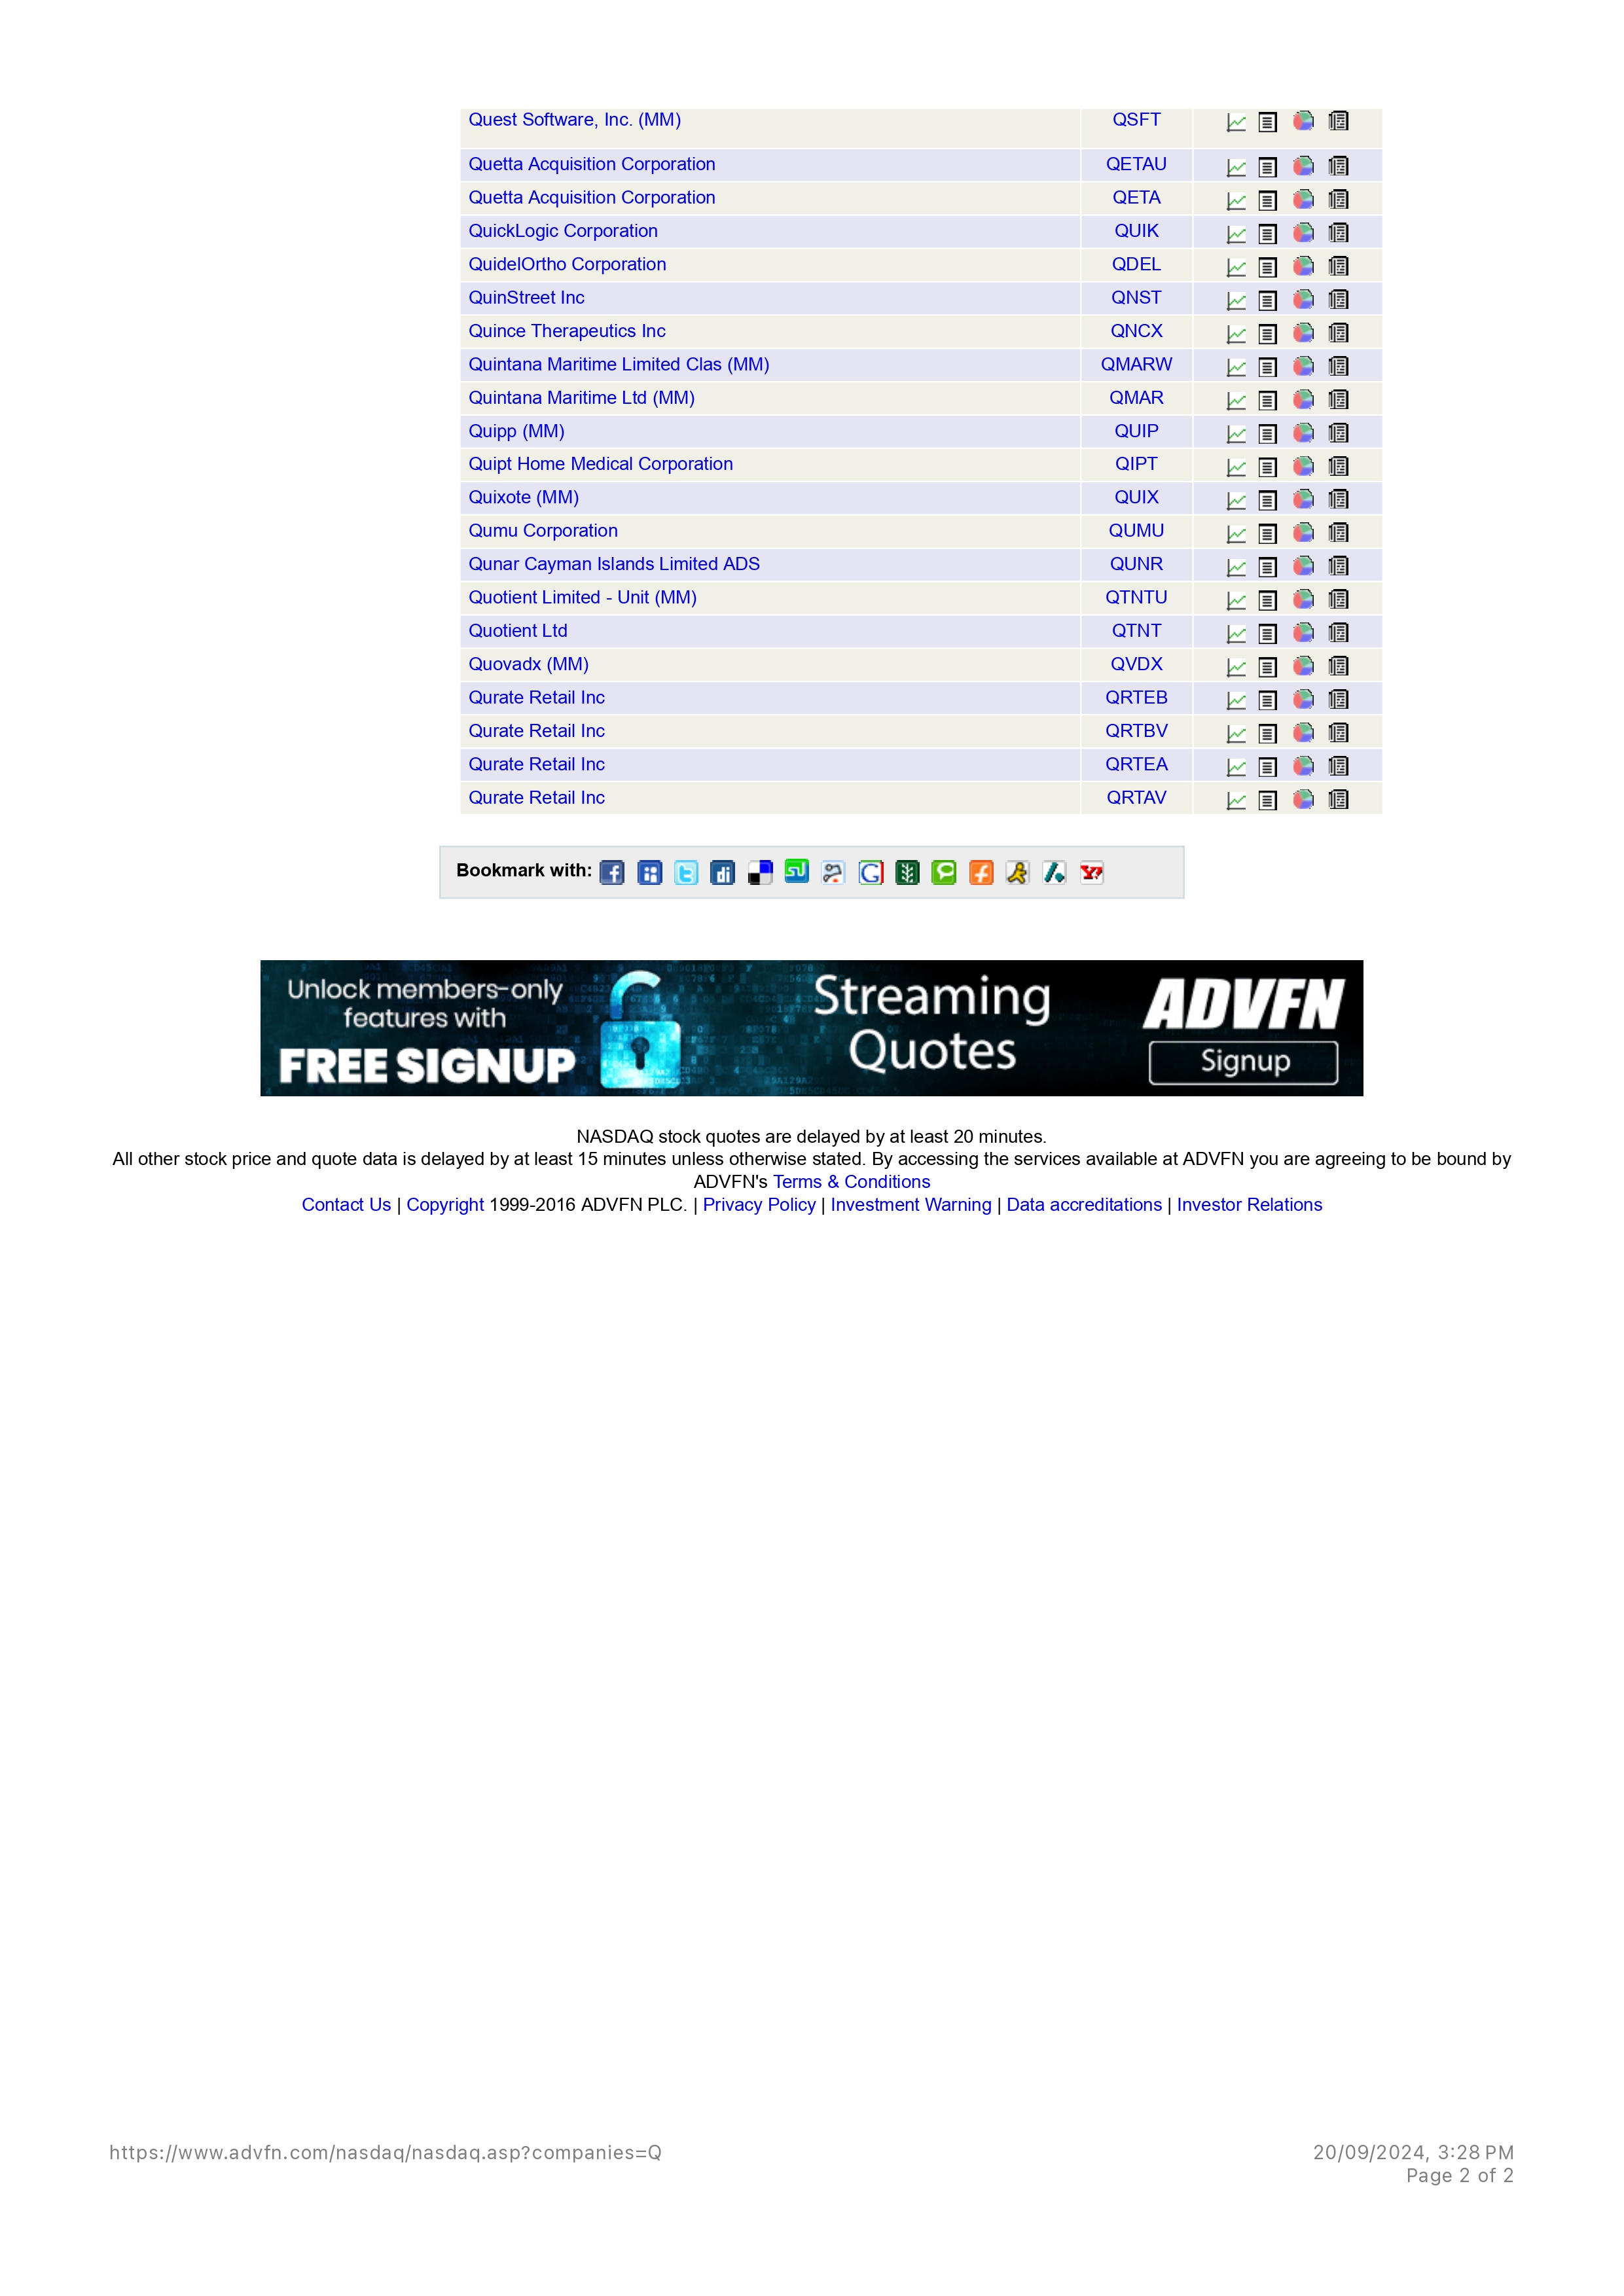 Quest Software, Inc. (MM) QSFT
Quetta Acquisition Corporation QETAU
Quetta Acquisition Corporation QETA
QuickLogic Corporation QUIK
QuidelOrtho Corporation QDEL
QuinStreet Inc QNST
Quince Therapeutics Inc QNCX
Quintana Maritime Limited Clas (MM) QMARW
Quintana Maritime Ltd (MM) QMAR
Quipp (MM) QUIP
Quipt Home Medical Corporation QIPT
Quixote (MM) QUIX
Qumu Corporation QUMU
Qunar Cayman Islands Limited ADS QUNR
Quotient Limited - Unit (MM) QTNTU
Quotient Ltd QTNT
Quovadx (MM) QVDX
Qurate Retail Inc QRTEB
Qurate Retail Inc QRTBV
Qurate Retail Inc QRTEA
Qurate Retail Inc QRTAV
Bookmark with:
Unlock members-only
features with
FREE SIGNUP
Streaming
Quotes
ADVFN
Signup
NASDAQ stock quotes are delayed by at least 20 minutes.
All other stock price and quote data is delayed by at least 15 minutes unless otherwise stated. By accessing the services available at ADVFN you are agreeing to be bound by
ADVFN's Terms & Conditions
Contact Us | Copyright 1999-2016 ADVFN PLC. | Privacy Policy | Investment Warning | Data accreditations | Investor Relations
https://www.advfn.com/nasdaq/nasdaq.asp?companies=Q 20/09/2024, 3:28 PM
Page 2 of 2